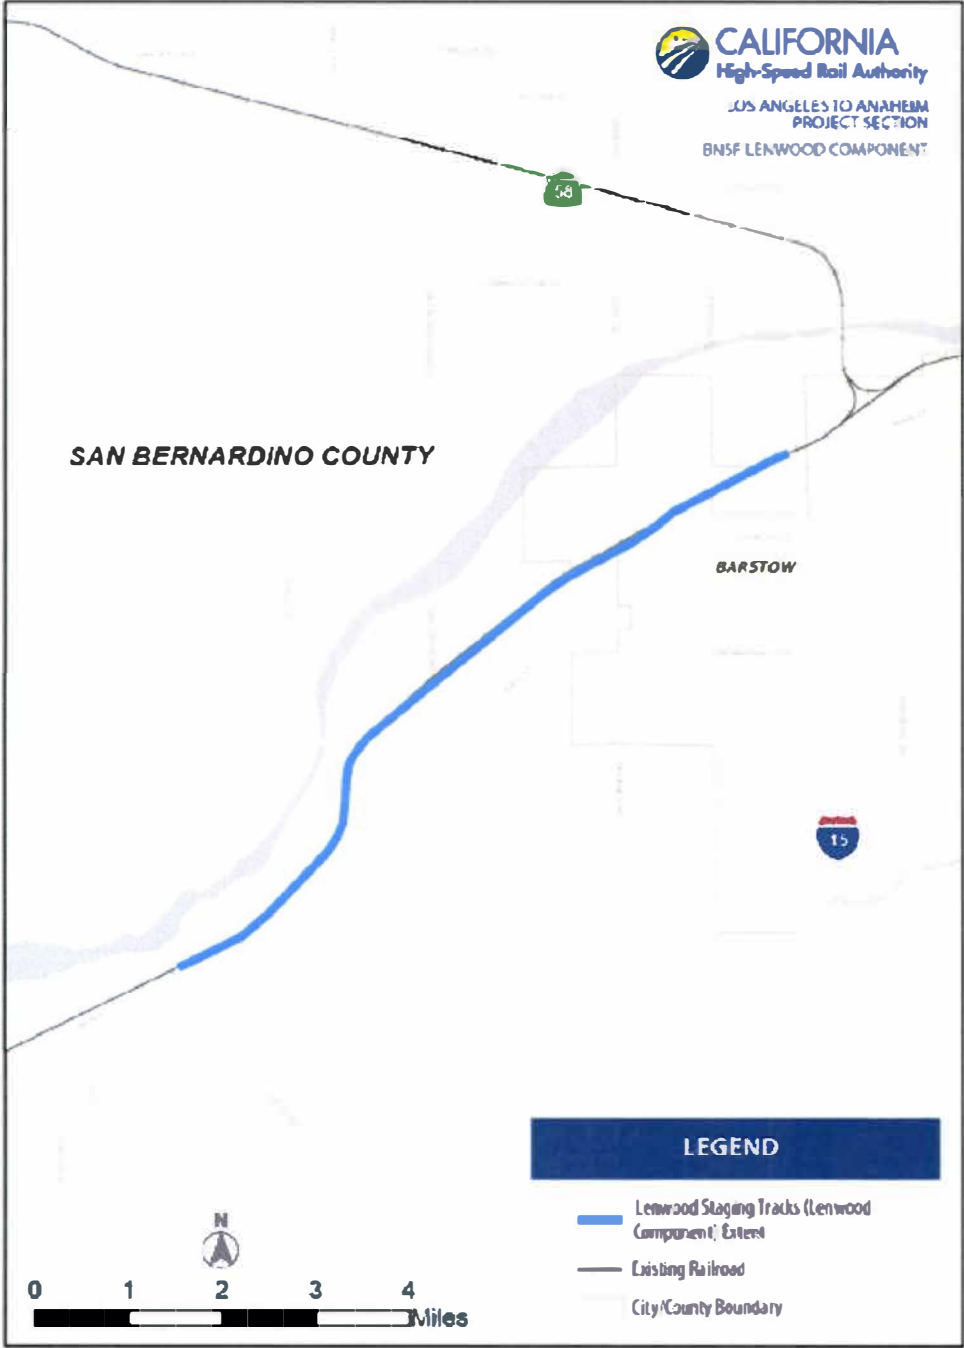 CALIFORNIA
High-Speed Rail Authority
LOS ANGELES TO ANAHEIM
PROJECT SECTION
BNSF LENWOOD COMPONENT
58
SAN BERNARDINO COUNTY
BARSTOW
15
LEGEND
Lenwood Staging Tracks (Lenwood
Component) Extent
Existing Railroad
City/County Boundary
N
0 1 2 3 4
Miles